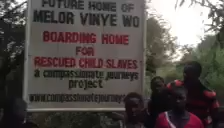 FUTURE HOME OF
MELOR VINYE WO
BOARDING HOME
FOR
RESCUED CHILD SLAVES
a compassionate journeys
project
www.compassionatejourneys